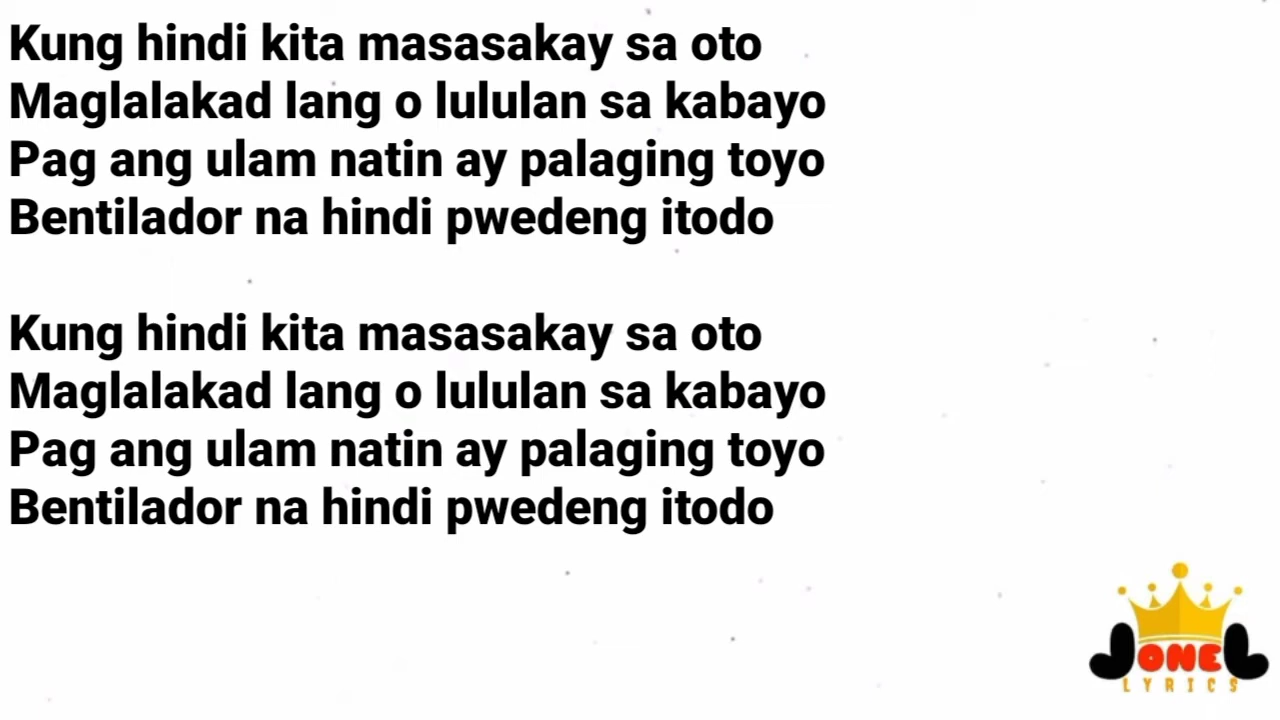 Kung hindi kita masasakay sa oto
Maglalakad lang o lululan sa kabayo
Pag ang ulam natin ay palaging toyo
Bentilador na hindi pwedeng itodo
Kung hindi kita masasakay sa oto
Maglalakad lang o lululan sa kabayo
Pag ang ulam natin ay palaging toyo
Bentilador na hindi pwedeng itodo
JONEL
LYRICS